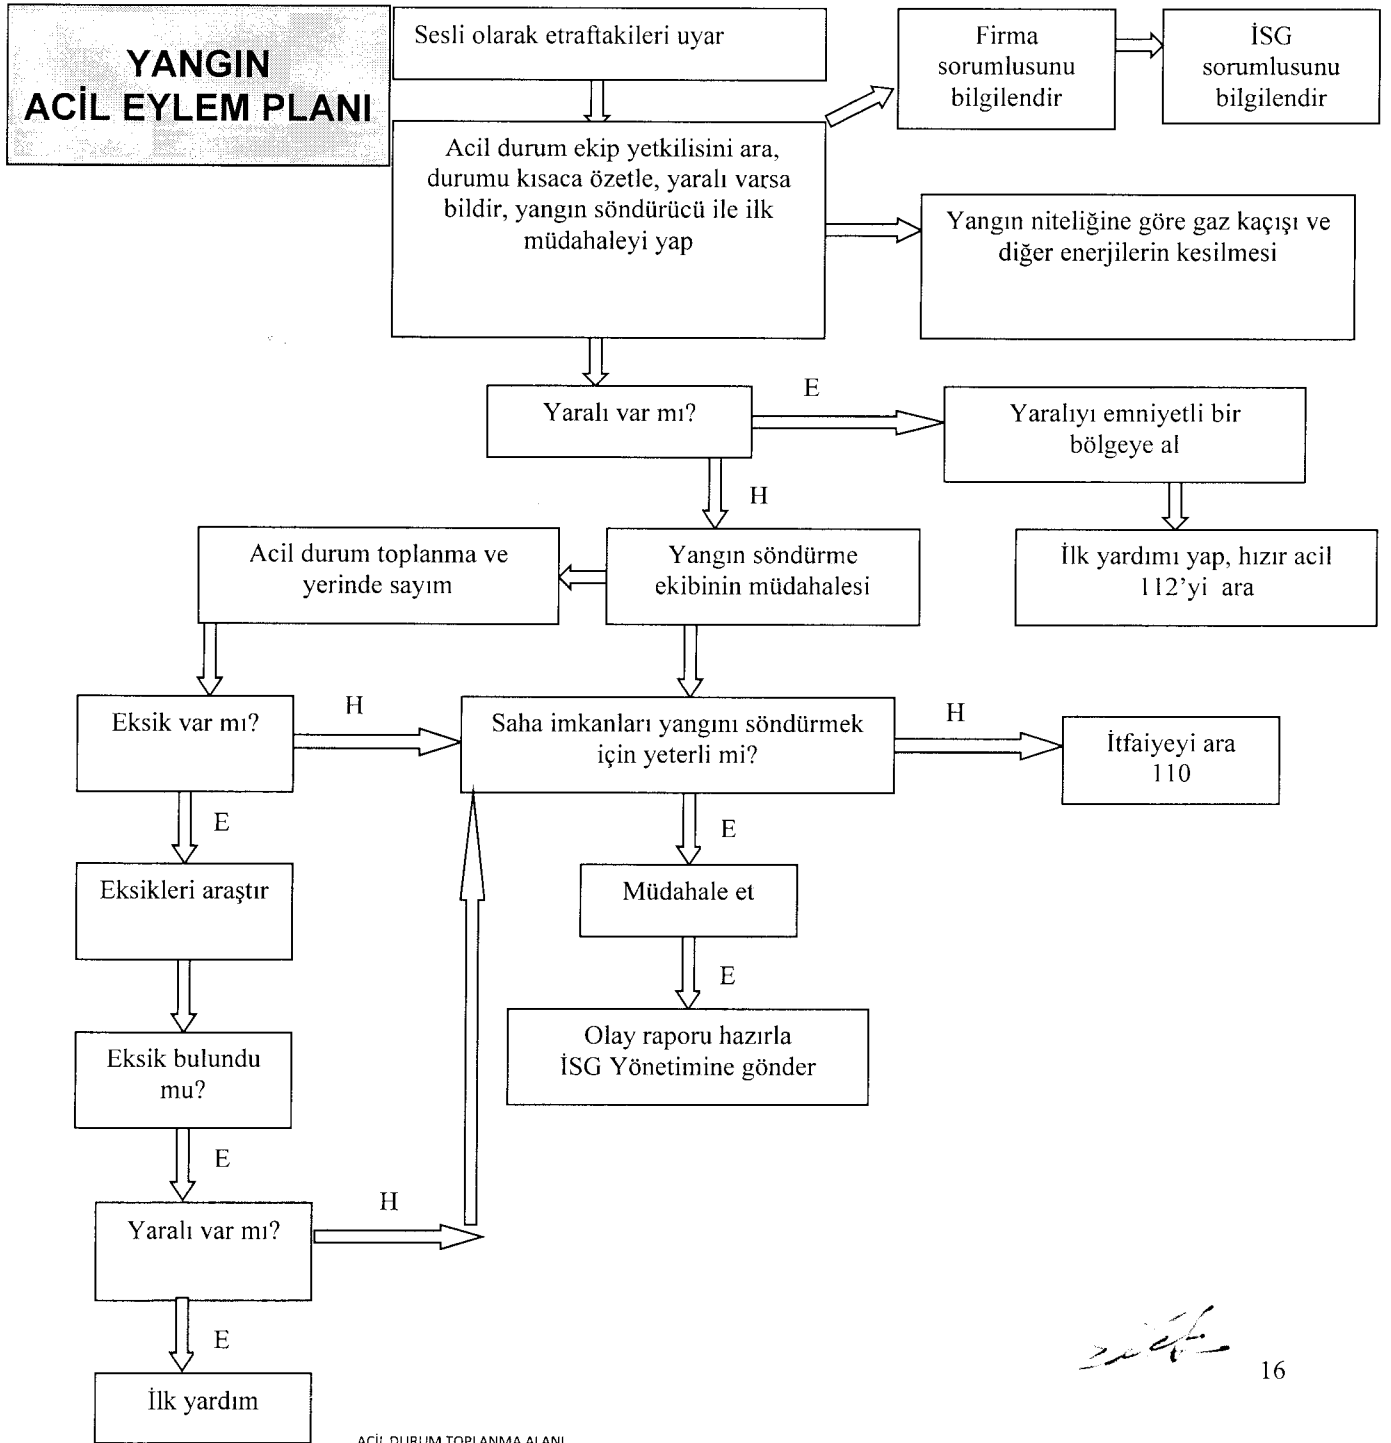 YANGIN
ACİL EYLEM PLANI
Sesli olarak etraftakileri uyar
Firma
sorumlusunu
bilgilendir
İSG
sorumlusunu
bilgilendir
Acil durum ekip yetkilisini ara,
durumu kısaca özetle, yaralı varsa
bildir, yangın söndürücü ile ilk
müdahaleyi yap
Yangın niteliğine göre gaz kaçışı ve
diğer enerjilerin kesilmesi
Yaralı var mı?
E
Yaralıyı emniyetli bir
bölgeye al
H
Acil durum toplanma ve
yerinde sayım
Yangın söndürme
ekibinin müdahalesi
İlk yardımı yap, hızır acil
112'yi ara
Eksik var mı?
H
Saha imkanları yangını söndürmek
için yeterli mi?
H
İtfaiyeyi ara
110
E
E
Eksikleri araştır
Müdahale et
E
Eksik bulundu
mu?
Olay raporu hazırla
İSG Yönetimine gönder
E
Yaralı var mı?
H
E
İlk yardım
16
ACİL DURUM TOPLANMA ALANI